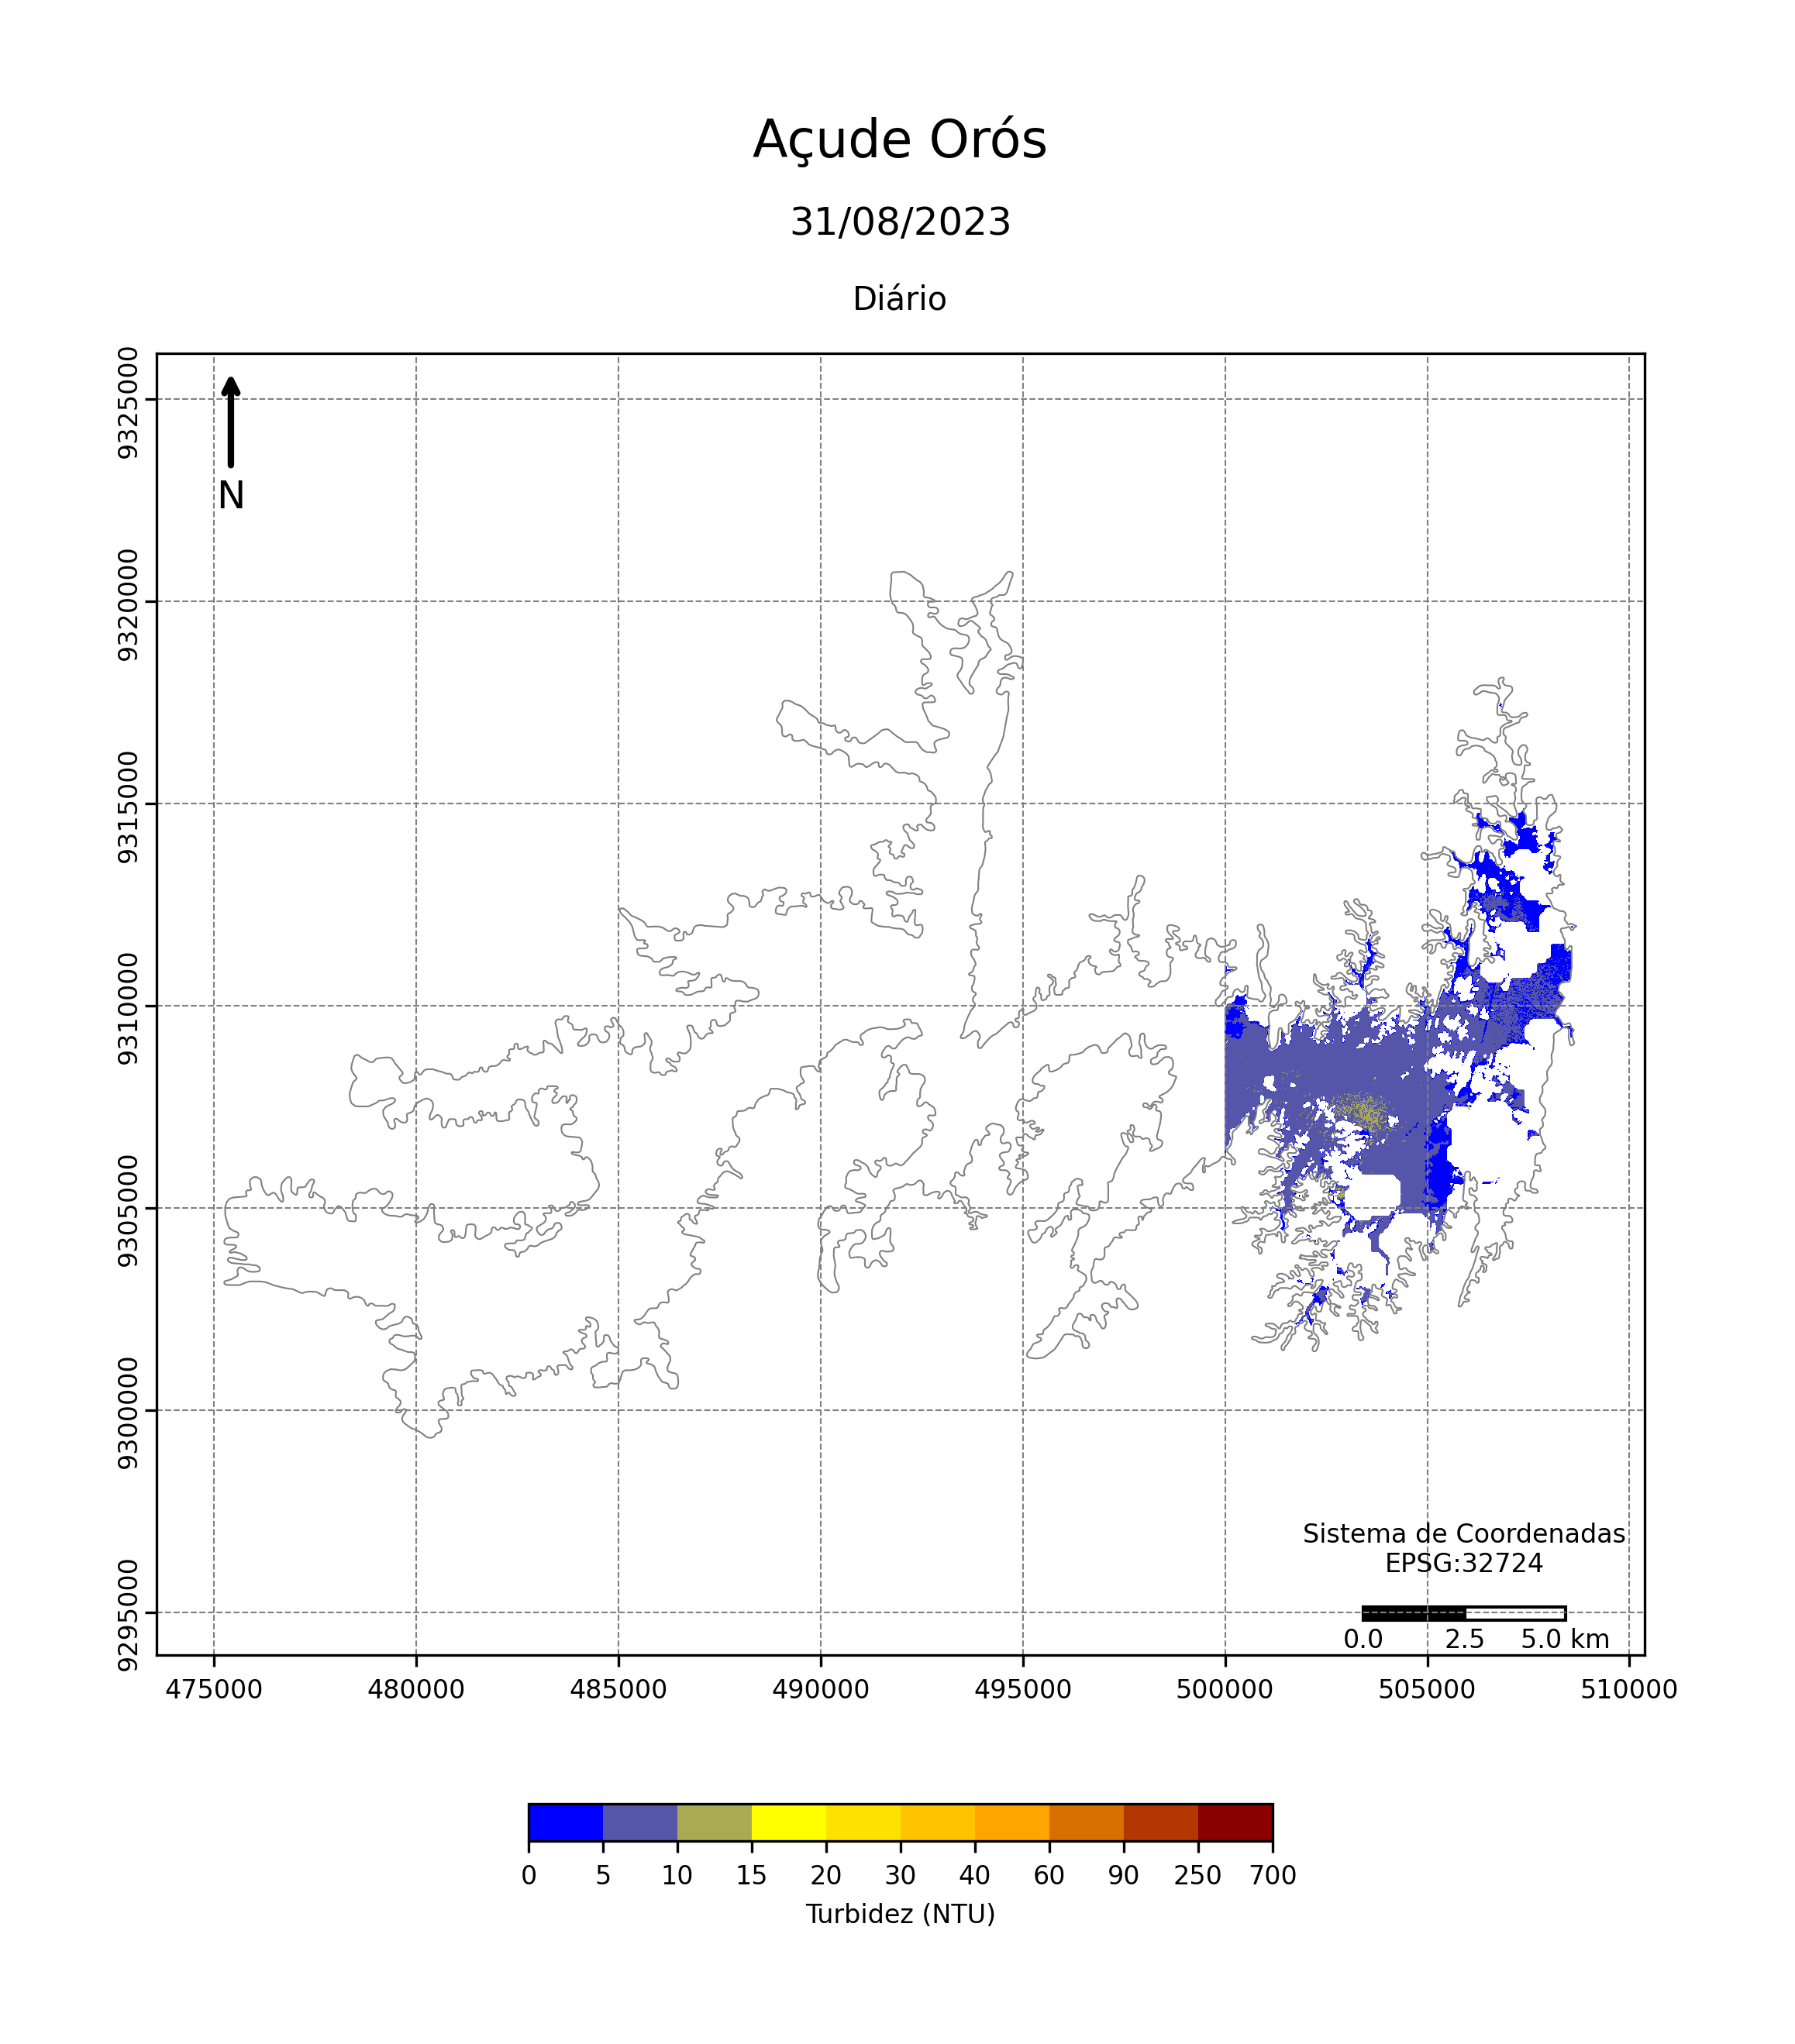 Açude Orós
31/08/2023
Diário
9325000
9320000
9315000
9310000
9305000
9300000
9295000
N
Sistema de Coordenadas
EPSG:32724
0.0 2.5 5.0 km
475000 480000 485000 490000 495000 500000 505000 510000
0 5 10 15 20 30 40 60 90 250 700
Turbidez (NTU)